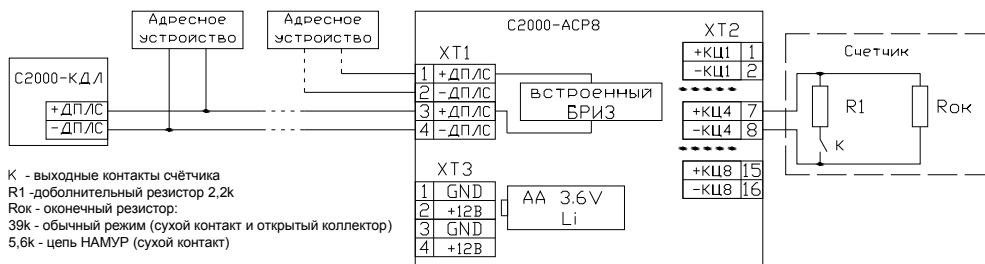 Адресное
устройство
Адресное
устройство
С2000-КДЛ
+ДПЛС
-ДПЛС
С2000-АСР8
XT1
1 +ДПЛС
2 -ДПЛС
3 +ДПЛС
4 -ДПЛС
встроенный
БРИЗ
XT3
1 GND
2 +12В
3 GND
4 +12В
AA 3.6V
Li
XT2
+КЦ1 1
-КЦ1 2
+КЦ4 7
-КЦ4 8
+КЦ8 15
-КЦ8 16
Счетчик
R1
Rок
К
К - выходные контакты счётчика
R1 -доболнительный резистор 2,2k
Rок - оконечный резистор:
39k - обычный режим (сухой контакт и открытый коллектор)
5,6k - цепь НАМУР (сухой контакт)